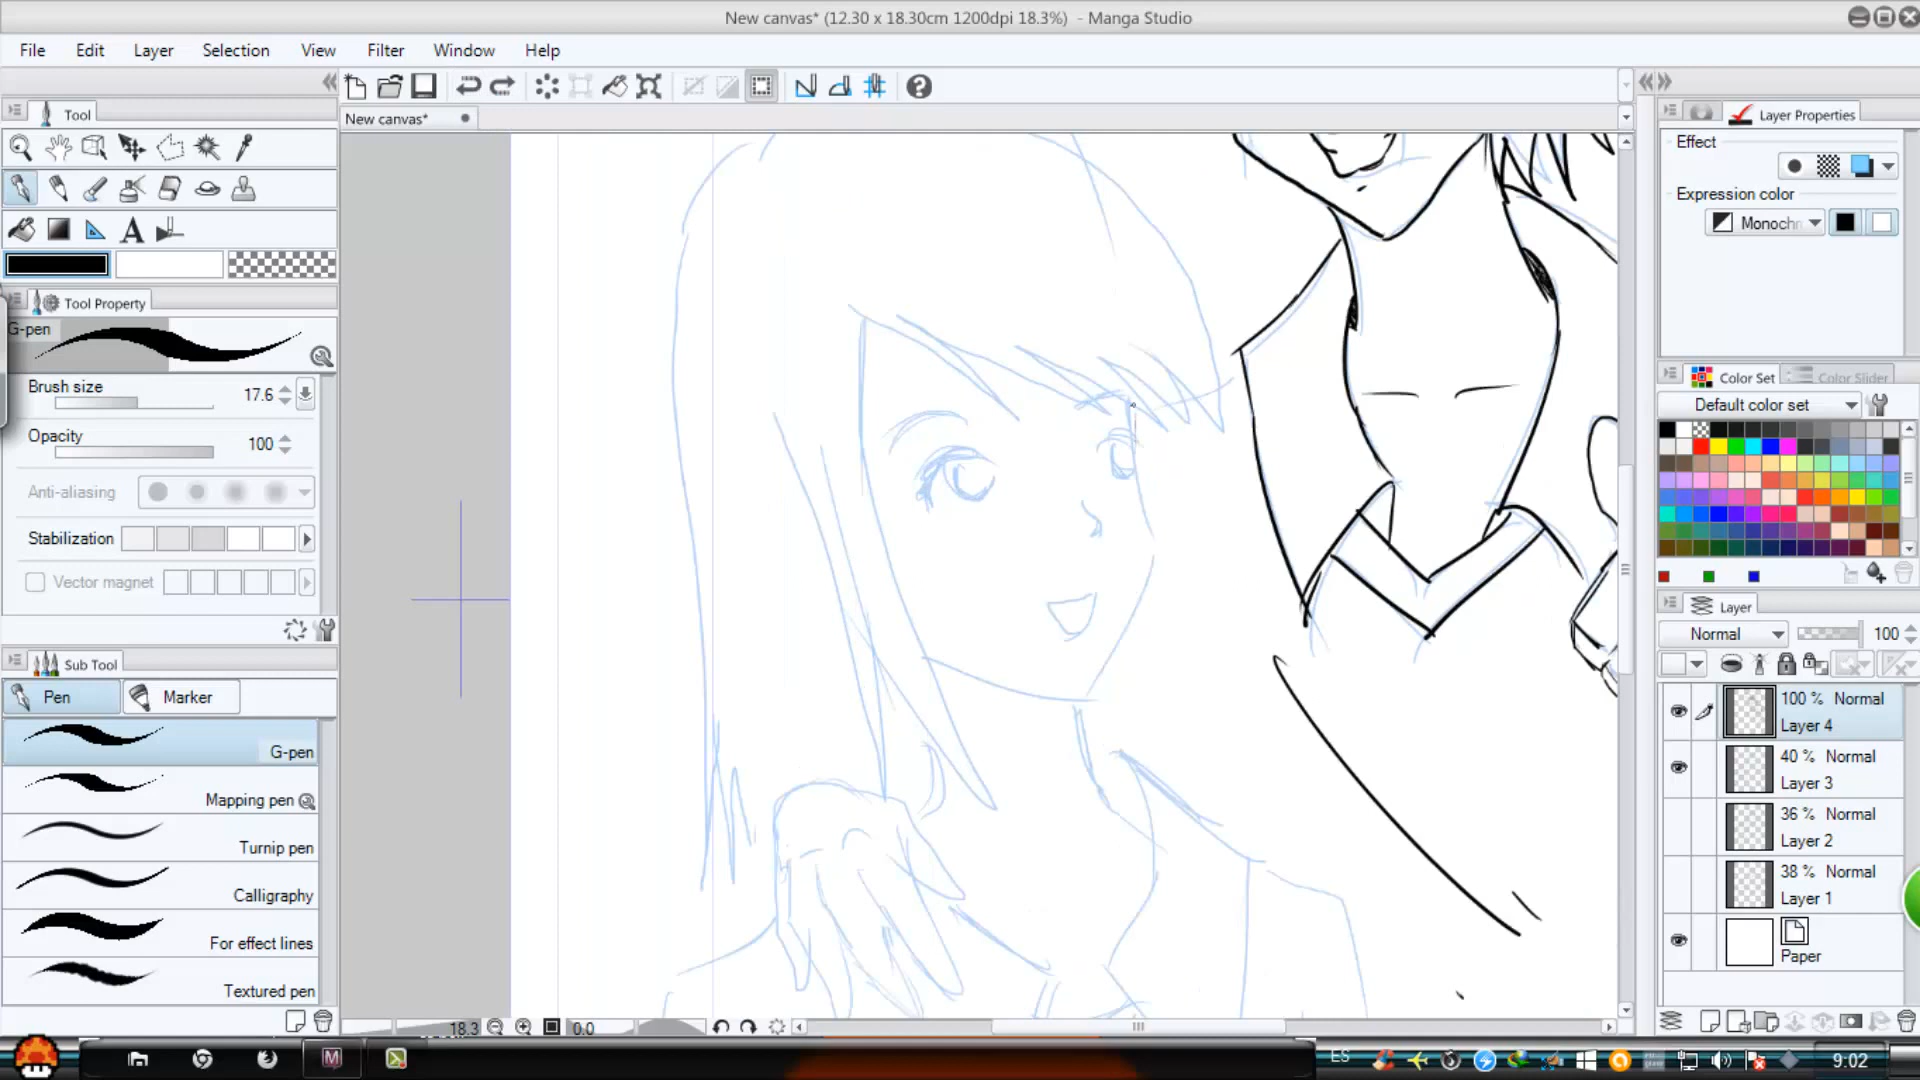 New canvas* (12.30 x 18.30cm 1200dpi 18.3%) - Manga Studio
File Edit Layer Selection View Filter Window Help
Tool
New canvas*
Layer Properties
Effect
Expression color
Monochr
Tool Property
G-pen
Brush size 17.6
Opacity 100
Anti-aliasing
Stabilization
Vector magnet
Color Set Color Slider
Default color set
Layer
Normal 100
Sub Tool
Pen Marker
G-pen
Mapping pen
Turnip pen
Calligraphy
For effect lines
Textured pen
100 % Normal
Layer 4
40 % Normal
Layer 3
36 % Normal
Layer 2
38 % Normal
Layer 1
Paper
18.3 0.0
ES 9:02